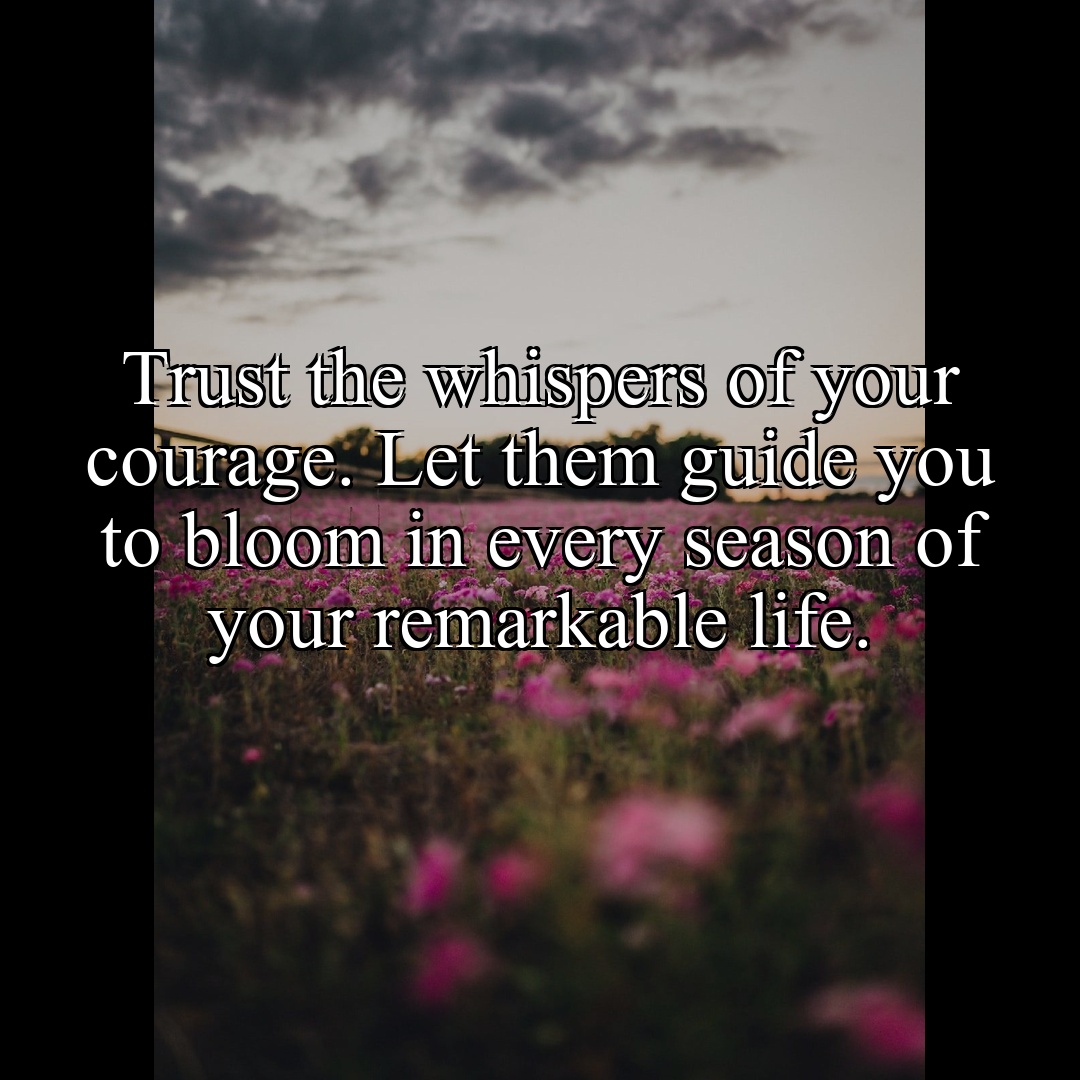 Trust the whispers of your
courage. Let them guide you
to bloom in every season of
your remarkable life.